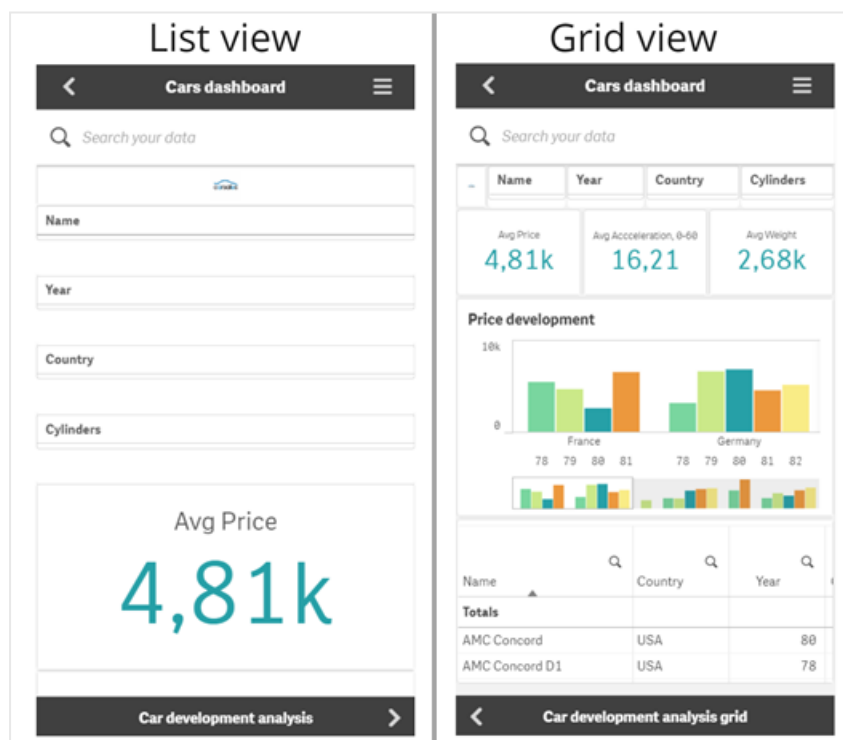 List view
Cars dashboard
Search your data
Name
Year
Country
Cylinders
Avg Price
4,81k
Car development analysis
Grid view
Cars dashboard
Search your data
Name Year Country Cylinders
Avg Price Avg Accceleration, 0-60 Avg Weight
4,81k 16,21 2,68k
Price development
10k
0
France Germany
78 79 80 81 78 79 80 81 82
Name Country Year
Totals
AMC Concord USA 80
AMC Concord D1 USA 78
Car development analysis grid